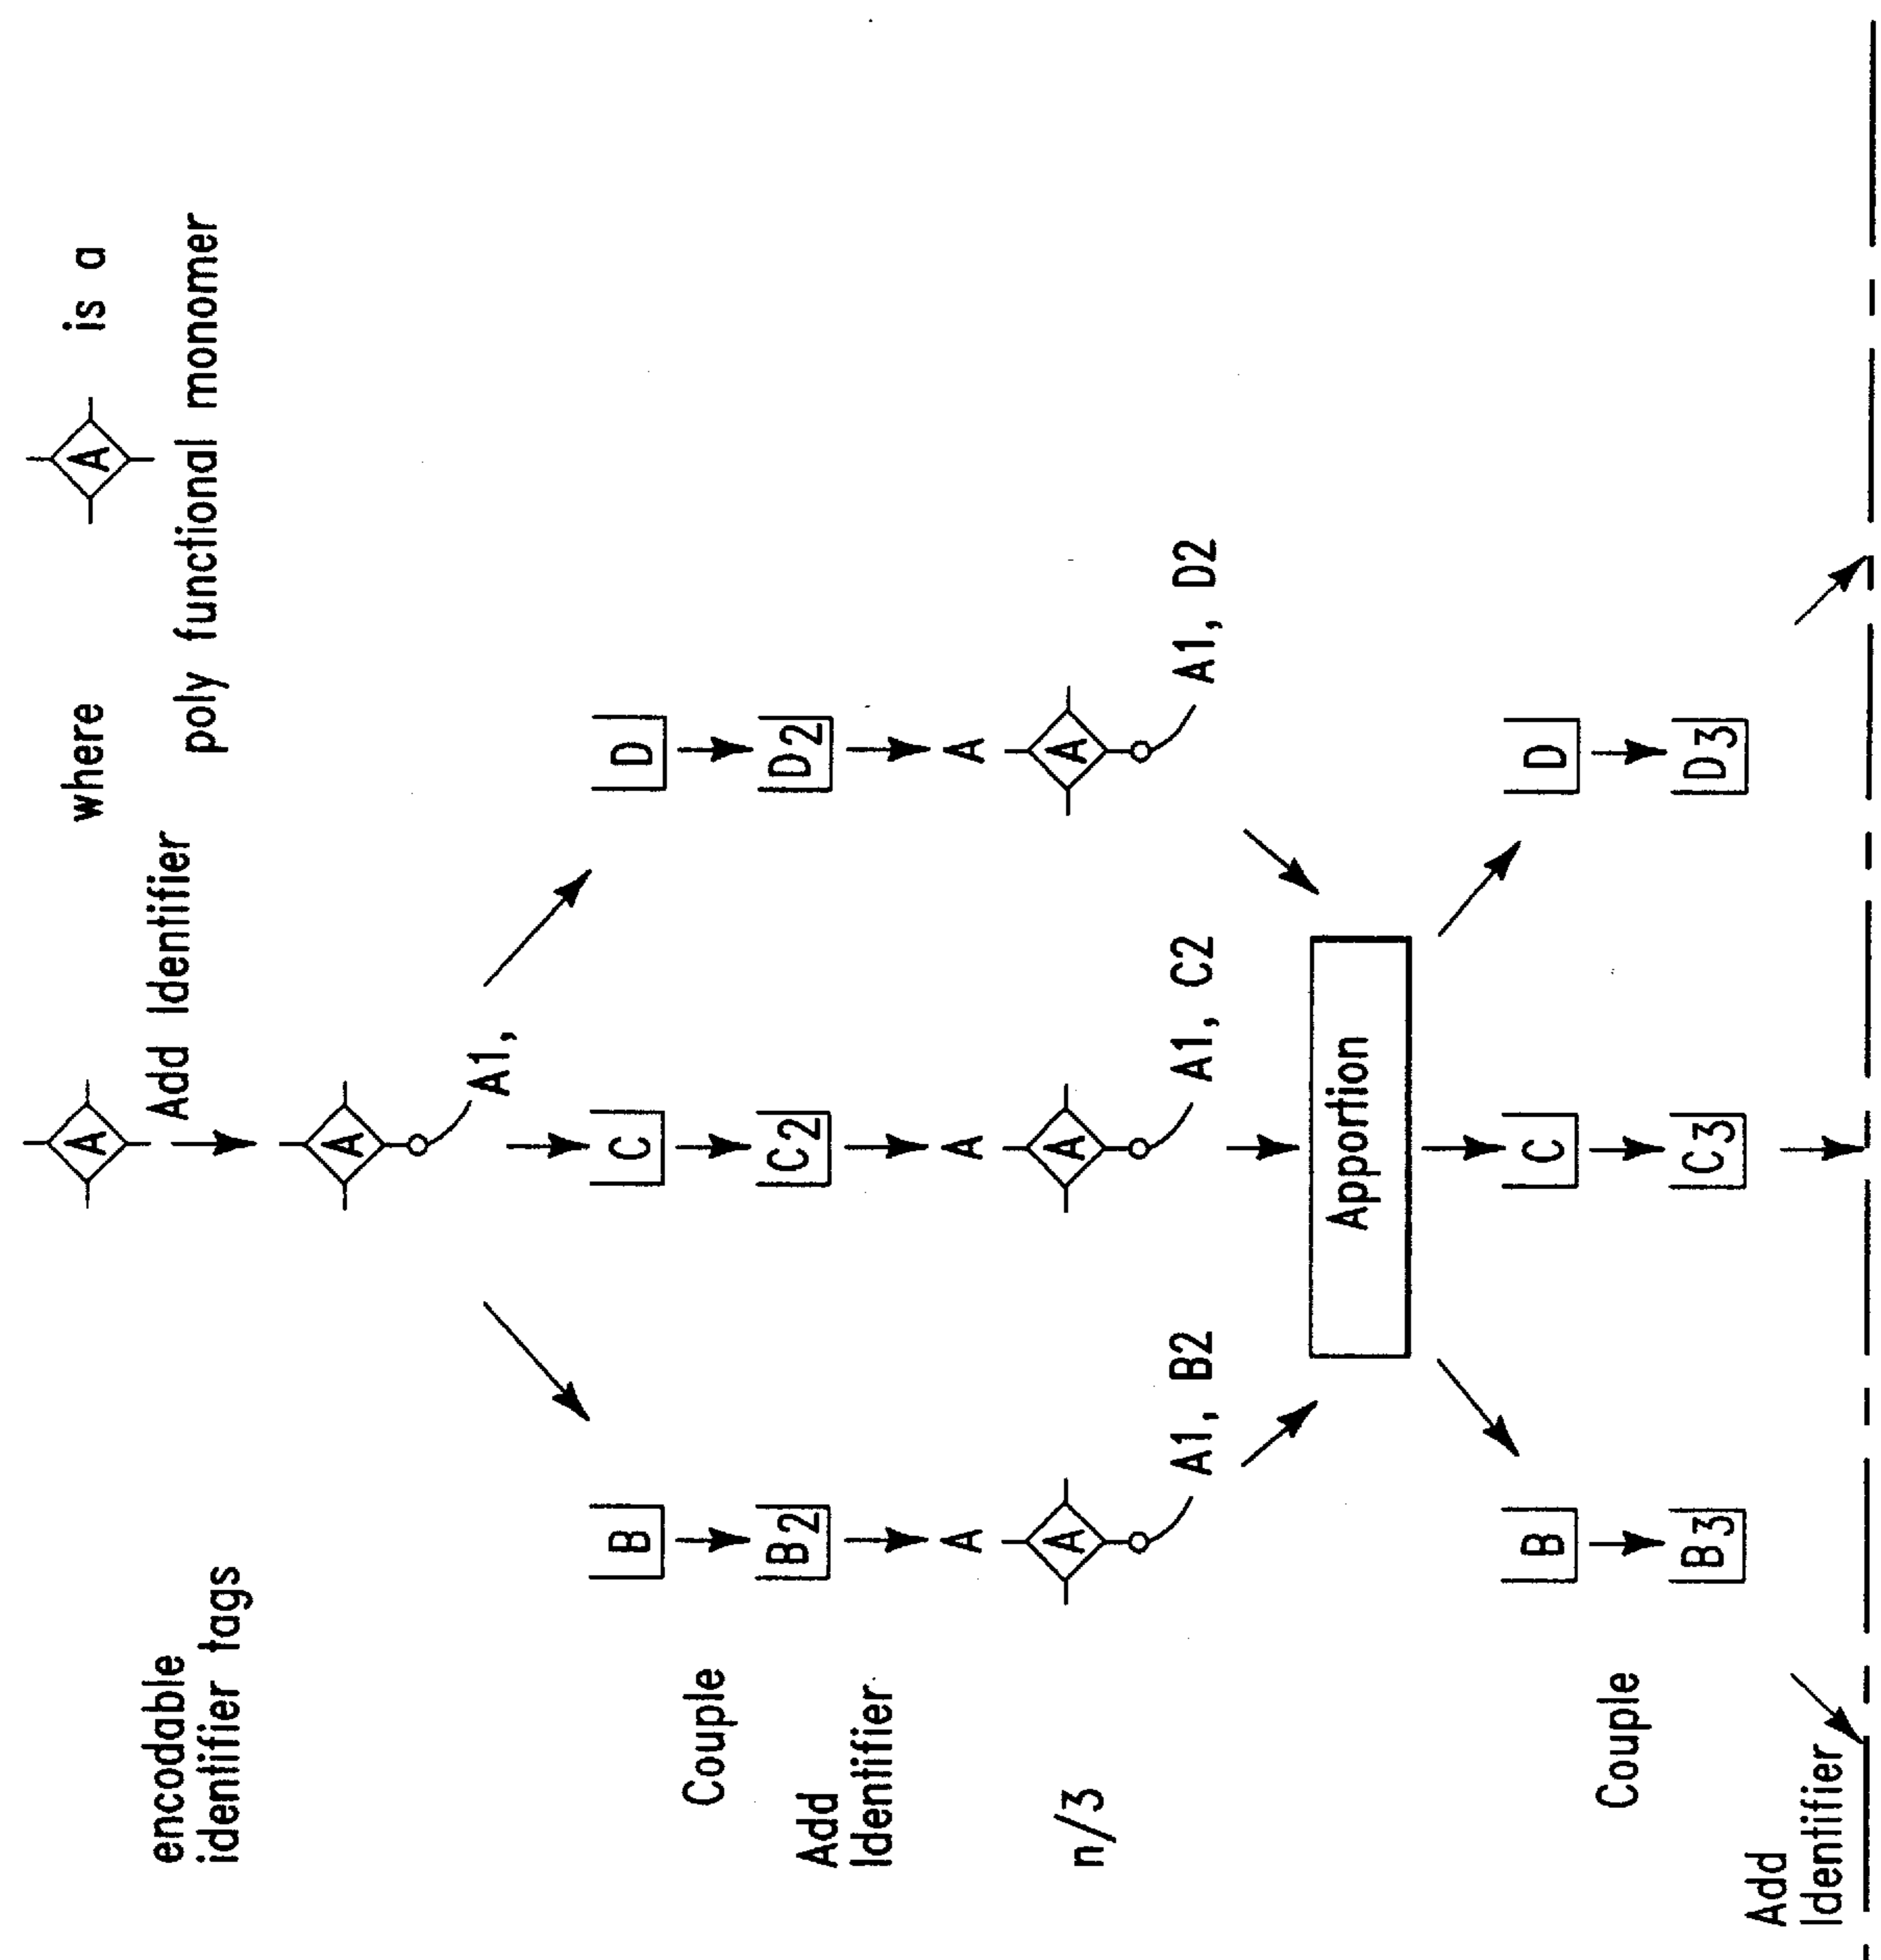 A where A is a
encodable
Add Identifier
poly functional monomer
identifier tags
A
A1,
B C D
Couple
B2 C2 D2
Add
Identifier
A A A
n/3 A A A
A1, B2 A1, C2 A1, D2
Apportion
B C D
Couple
B3 C3 D3
Add
Identifier